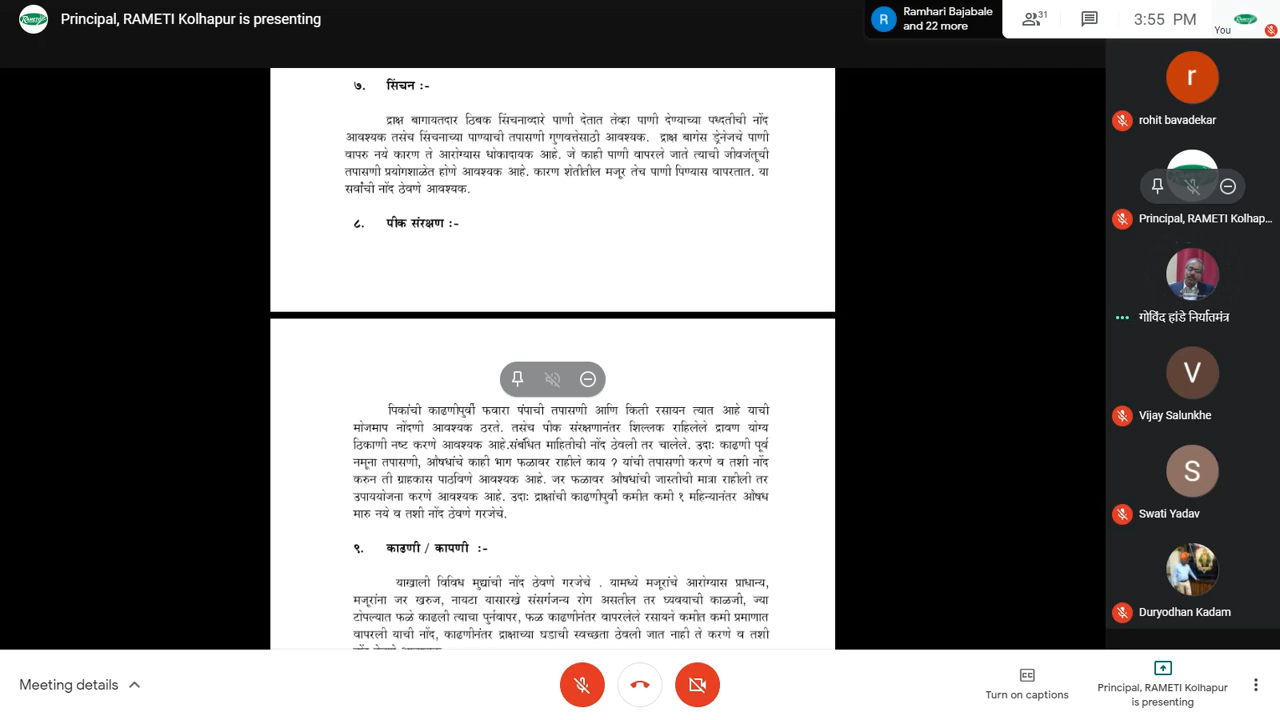 Principal, RAMETI Kolhapur is presenting
Ramhari Bajabale
and 22 more
31
3:55 PM
You
७. सिंचन :-
द्राक्ष बागायतदार ठिबक सिंचनाव्दारे पाणी देतात तेव्हा पाणी देण्याच्या पध्दतीची नोंद
आवश्यक तसेच सिंचनाच्या पाण्याची तपासणी गुणवत्तेसाठी आवश्यक. द्राक्ष बागेस ड्रेनेजचे पाणी
वापरु नये कारण ते आरोग्यास धोकादायक आहे. जे काही पाणी वापरले जाते त्याची जीवजंतूची
तपासणी प्रयोगशाळेत होणे आवश्यक आहे. कारण शेतीतील मजूर तेच पाणी पिण्यास वापरतात. या
सर्वांची नोंद ठेवणे आवश्यक.
८. पीक संरक्षण :-
पिकांची काढणीपुर्वी फवारा पंपाची तपासणी आणि किती रसायन त्यात आहे याची
मोजमाप नोंदणी आवश्यक ठरते. तसेच पीक संरक्षणानंतर शिल्लक राहिलेले द्रावण योग्य
ठिकाणी नष्ट करणे आवश्यक आहे.संबंधित माहितीची नोंद ठेवली तर चालेले. उदाः काढणी पूर्व
नमूना तपासणी, औषधांचे काही भाग फळावर राहीले काय ? यांची तपासणी करणे व तशी नोंद
करुन ती ग्राहकास पाठविणे आवश्यक आहे. जर फळावर औषधांची जास्तीची मात्रा राहीली तर
उपाययोजना करणे आवश्यक आहे. उदाः द्राक्षांची काढणीपुर्वी कमीत कमी १ महिन्यानंतर औषध
मारु नये व तशी नोंद ठेवणे गरजेचे.
९. काढणी / कापणी :-
याखाली विविध मुद्यांची नोंद ठेवणे गरजेचे . यामध्ये मजूरांचे आरोग्यास प्राधान्य,
मजूरांना जर खरुज, नायटा यासारखे संसर्गजन्य रोग असतील तर घ्यवयाची काळजी, ज्या
टोपल्यात फळे काढली त्याचा पुर्नवापर, फळ काढणीनंतर वापरलेले रसायने कमीत कमी प्रमाणात
वापरली याची नोंद, काढणीनंतर द्राक्षाच्या घडाची स्वच्छता ठेवली जात नाही ते करणे व तशी
r
rohit bavadekar
Principal, RAMETI Kolhap...
गोविंद हांडे निर्यातमंत्र
V
Vijay Salunkhe
S
Swati Yadav
Duryodhan Kadam
Meeting details
Turn on captions
Principal, RAMETI Kolhapur
is presenting